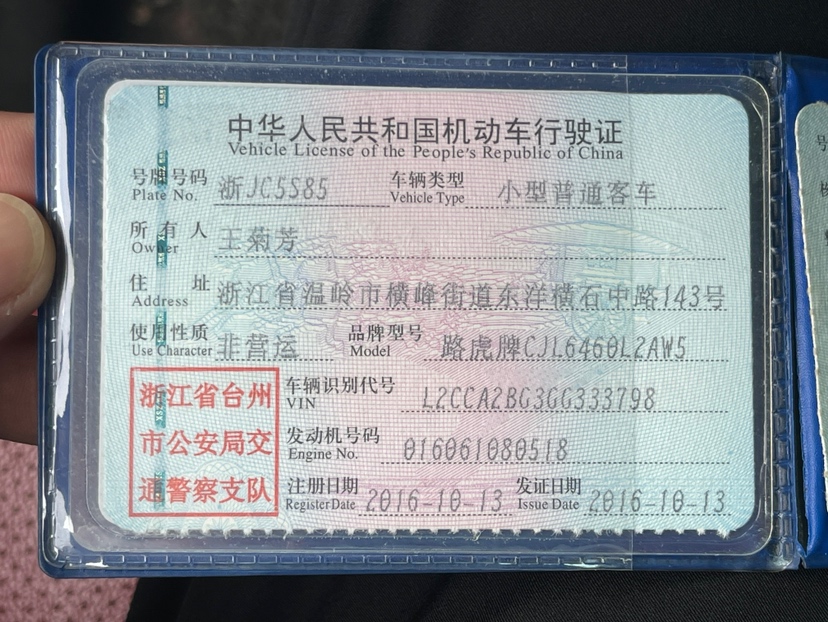 中华人民共和国机动车行驶证
Vehicle License of the People's Republic of China
号牌号码 浙JC5S85 车辆类型 小型普通客车
Plate No. Vehicle Type
所有人 王菊芳
Owner
住址 浙江省温岭市横峰街道东洋横石中路143号
Address
使用性质 非营运 品牌型号 路虎牌CJL6460L2AW5
Use Character Model
浙江省台州 车辆识别代号 L2CCA2BG3GG333798
VIN
市公安局交 发动机号码 016061080518
Engine No.
通警察支队 注册日期 2016-10-13 发证日期 2016-10-13
Register Date Issue Date
号